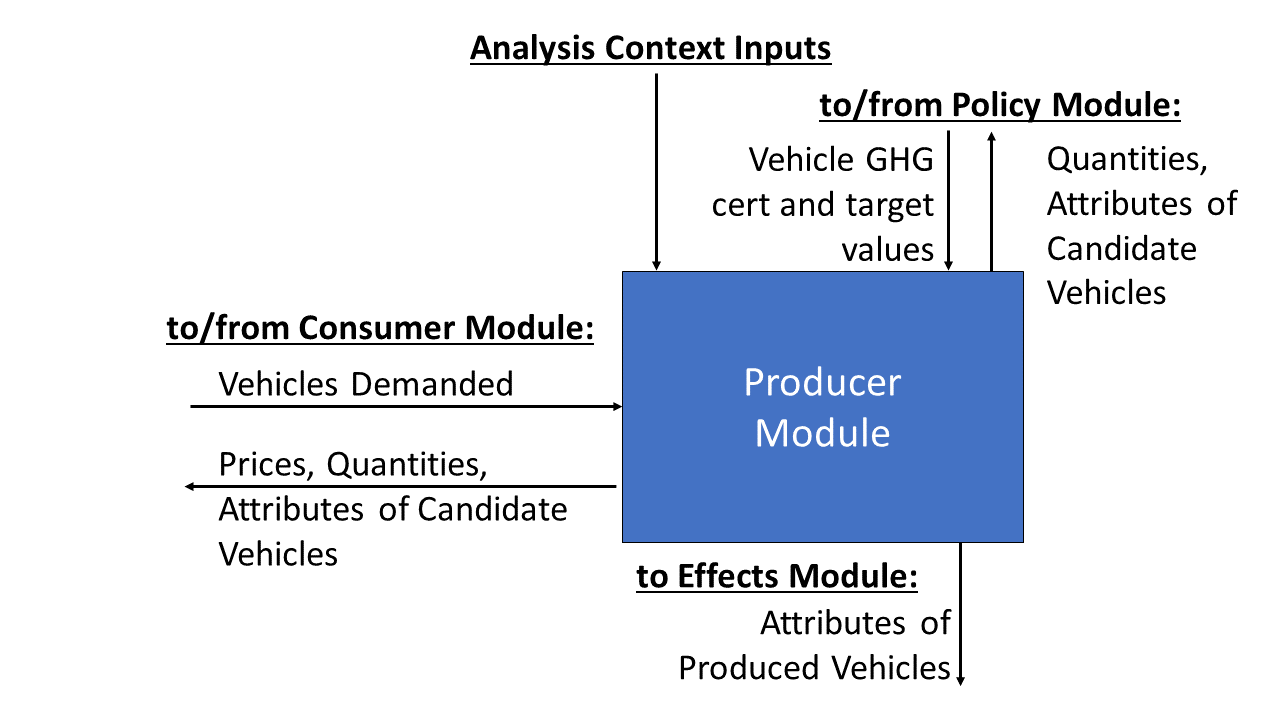 Analysis Context Inputs
to/from Policy Module:
Vehicle GHG
cert and target
values
Quantities,
Attributes of
Candidate
Vehicles
to/from Consumer Module:
Vehicles Demanded
Prices, Quantities,
Attributes of Candidate
Vehicles
Producer
Module
to Effects Module:
Attributes of
Produced Vehicles